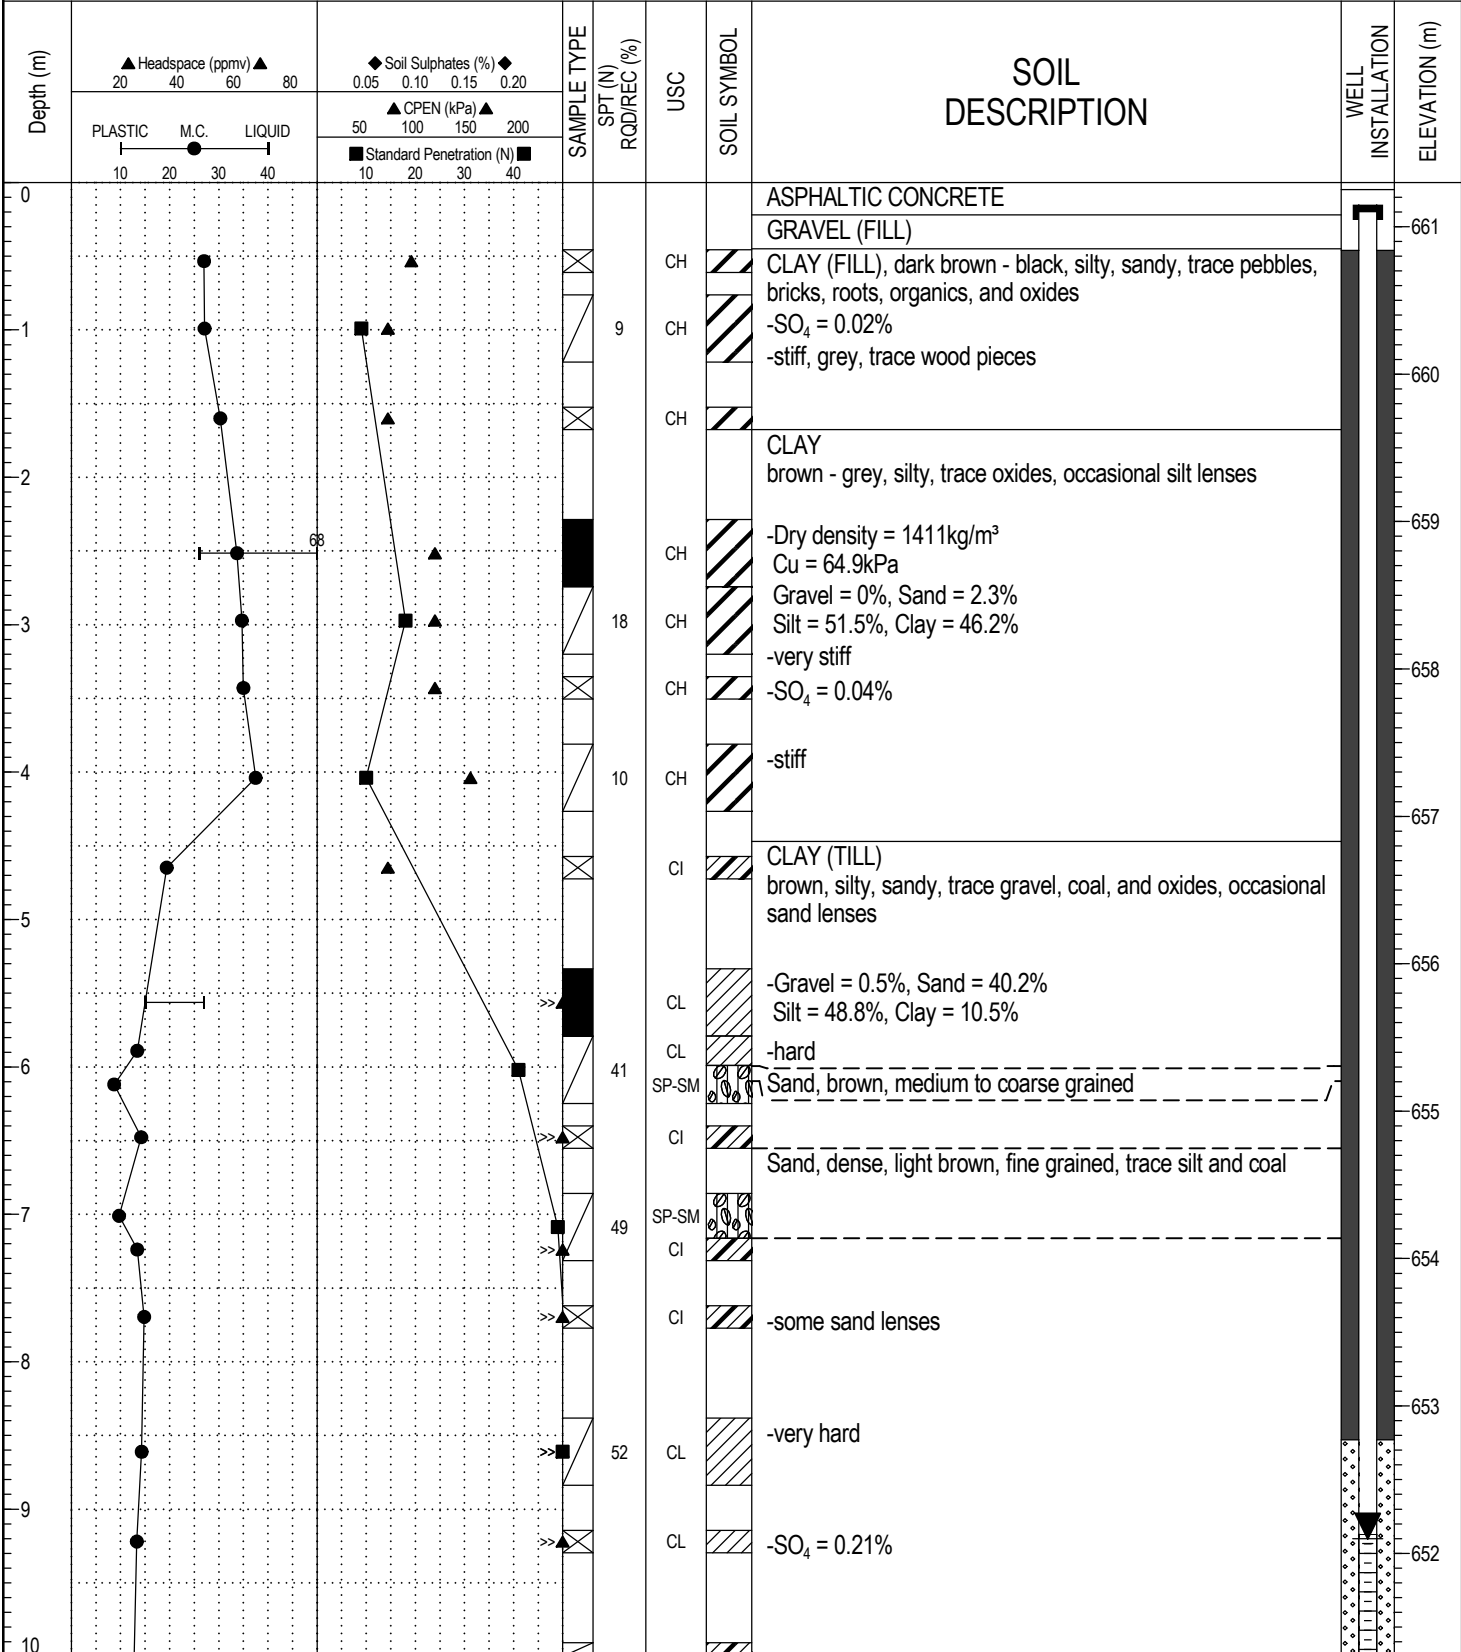 Depth (m)
▲ Headspace (ppmv) ▲
20 40 60 80
PLASTIC M.C. LIQUID
10 20 30 40
◆ Soil Sulphates (%) ◆
0.05 0.10 0.15 0.20
▲ CPEN (kPa) ▲
50 100 150 200
■ Standard Penetration (N) ■
10 20 30 40
SAMPLE TYPE
SPT (N)
RQD/REC (%)
USC
SOIL SYMBOL
SOIL
DESCRIPTION
WELL
INSTALLATION
ELEVATION (m)
0
ASPHALTIC CONCRETE
GRAVEL (FILL)
661
CH
CLAY (FILL), dark brown - black, silty, sandy, trace pebbles,
bricks, roots, organics, and oxides
-SO₄ = 0.02%
1
9
CH
-stiff, grey, trace wood pieces
660
CH
CLAY
brown - grey, silty, trace oxides, occasional silt lenses
2
659
68
CH
-Dry density = 1411kg/m³
Cu = 64.9kPa
Gravel = 0%, Sand = 2.3%
3
18
CH
Silt = 51.5%, Clay = 46.2%
-very stiff
658
CH
-SO₄ = 0.04%
4
10
CH
-stiff
657
CI
CLAY (TILL)
brown, silty, sandy, trace gravel, coal, and oxides, occasional
sand lenses
5
656
>>
CL
-Gravel = 0.5%, Sand = 40.2%
Silt = 48.8%, Clay = 10.5%
CL
-hard
6
41
SP-SM
Sand, brown, medium to coarse grained
655
>>
CI
Sand, dense, light brown, fine grained, trace silt and coal
7
49
SP-SM
>>
CI
654
>>
CI
-some sand lenses
8
653
-very hard
>>
52
CL
9
>>
CL
-SO₄ = 0.21%
652
10